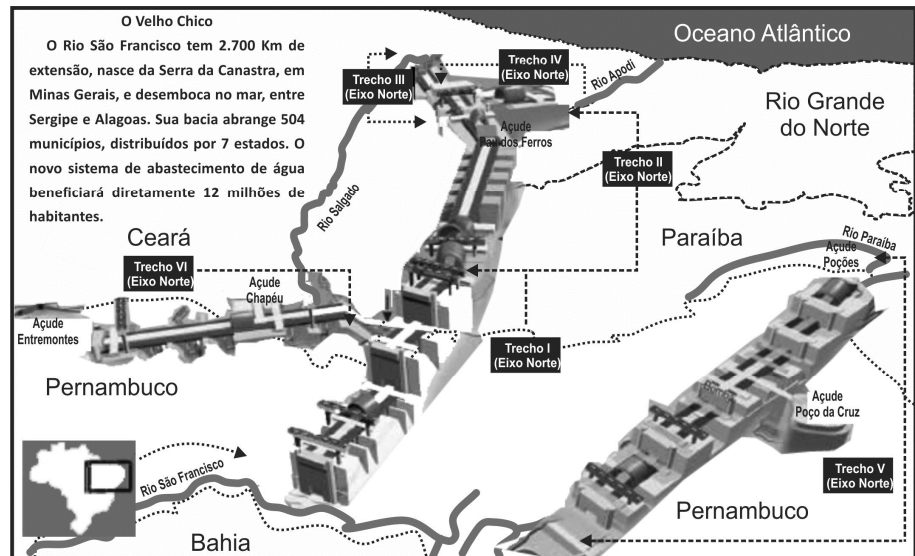 O Velho Chico
O Rio São Francisco tem 2.700 Km de
extensão, nasce da Serra da Canastra, em
Minas Gerais, e desemboca no mar, entre
Sergipe e Alagoas. Sua bacia abrange 504
municípios, distribuídos por 7 estados. O
novo sistema de abastecimento de água
beneficiará diretamente 12 milhões de
habitantes.
Oceano Atlântico
Trecho III
(Eixo Norte)
Trecho IV
(Eixo Norte)
Rio Apodi
Rio Grande
do Norte
Açude
Pau dos Ferros
Trecho II
(Eixo Norte)
Rio Salgado
Ceará
Paraíba
Rio Paraíba
Açude
Poções
Trecho VI
(Eixo Norte)
Açude
Chapéu
Açude
Entremontes
Trecho I
(Eixo Norte)
Pernambuco
Bomba
Açude
Poço da Cruz
Trecho V
(Eixo Norte)
Rio São Francisco
Pernambuco
Bahia